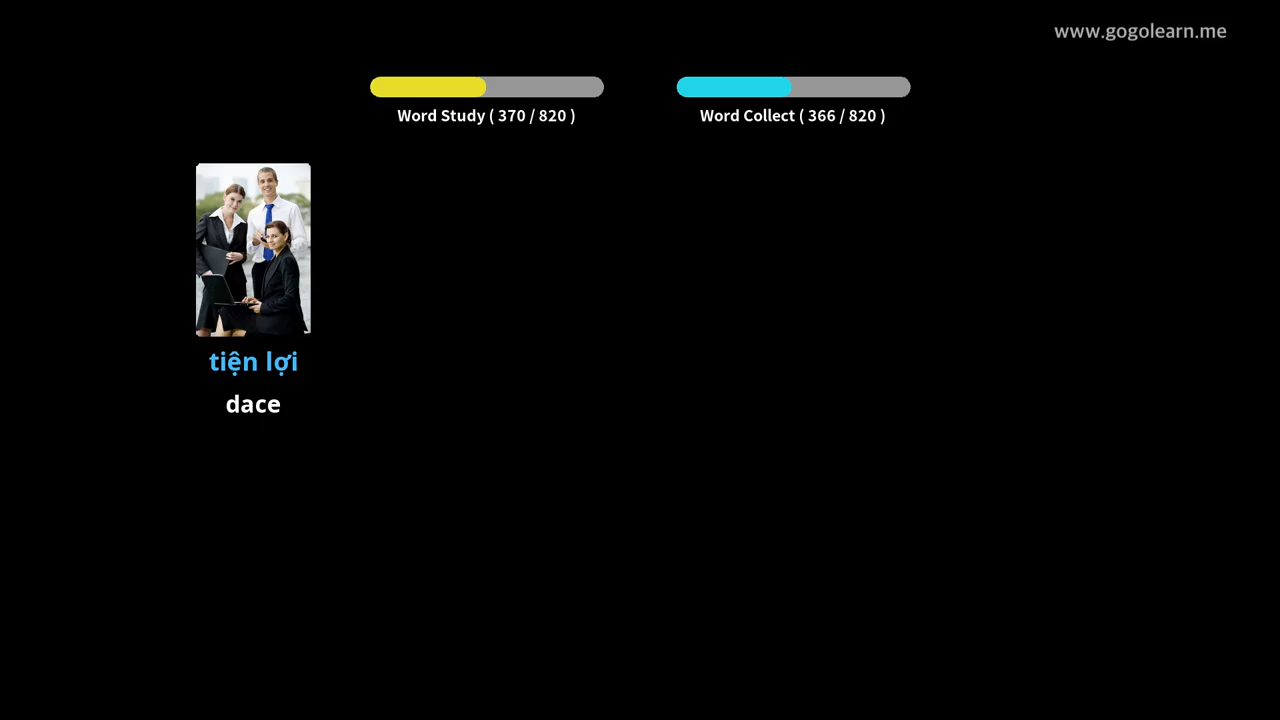 www.gogolearn.me
Word Study ( 370 / 820 )
Word Collect ( 366 / 820 )
tiện lợi
dace